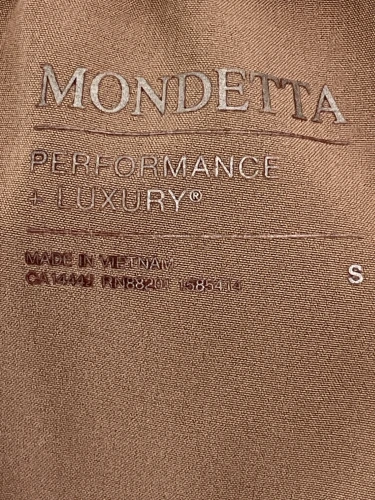 MONDETTA
PERFORMANCE
+ LUXURY®
MADE IN VIETNAM
S